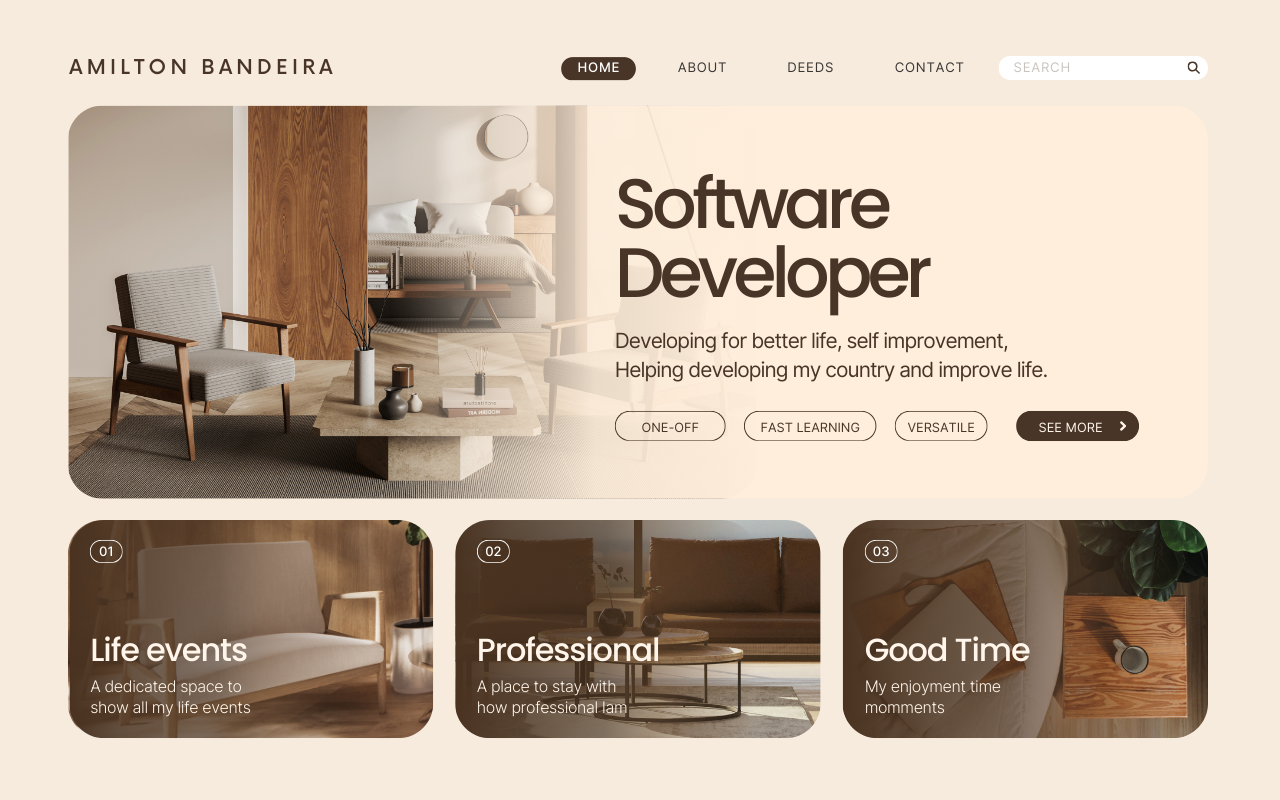 AMILTON BANDEIRA
HOME
ABOUT
DEEDS
CONTACT
SEARCH
Software
Developer
Developing for better life, self improvement,
Helping developing my country and improve life.
ONE-OFF
FAST LEARNING
VERSATILE
SEE MORE
01
Life events
A dedicated space to
show all my life events
02
Professional
A place to stay with
how professional Iam
03
Good Time
My enjoyment time
momments